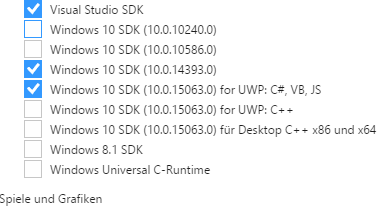 Visual Studio SDK
Windows 10 SDK (10.0.10240.0)
Windows 10 SDK (10.0.10586.0)
Windows 10 SDK (10.0.14393.0)
Windows 10 SDK (10.0.15063.0) for UWP: C#, VB, JS
Windows 10 SDK (10.0.15063.0) for UWP: C++
Windows 10 SDK (10.0.15063.0) für Desktop C++ x86 und x64
Windows 8.1 SDK
Windows Universal C-Runtime
Spiele und Grafiken